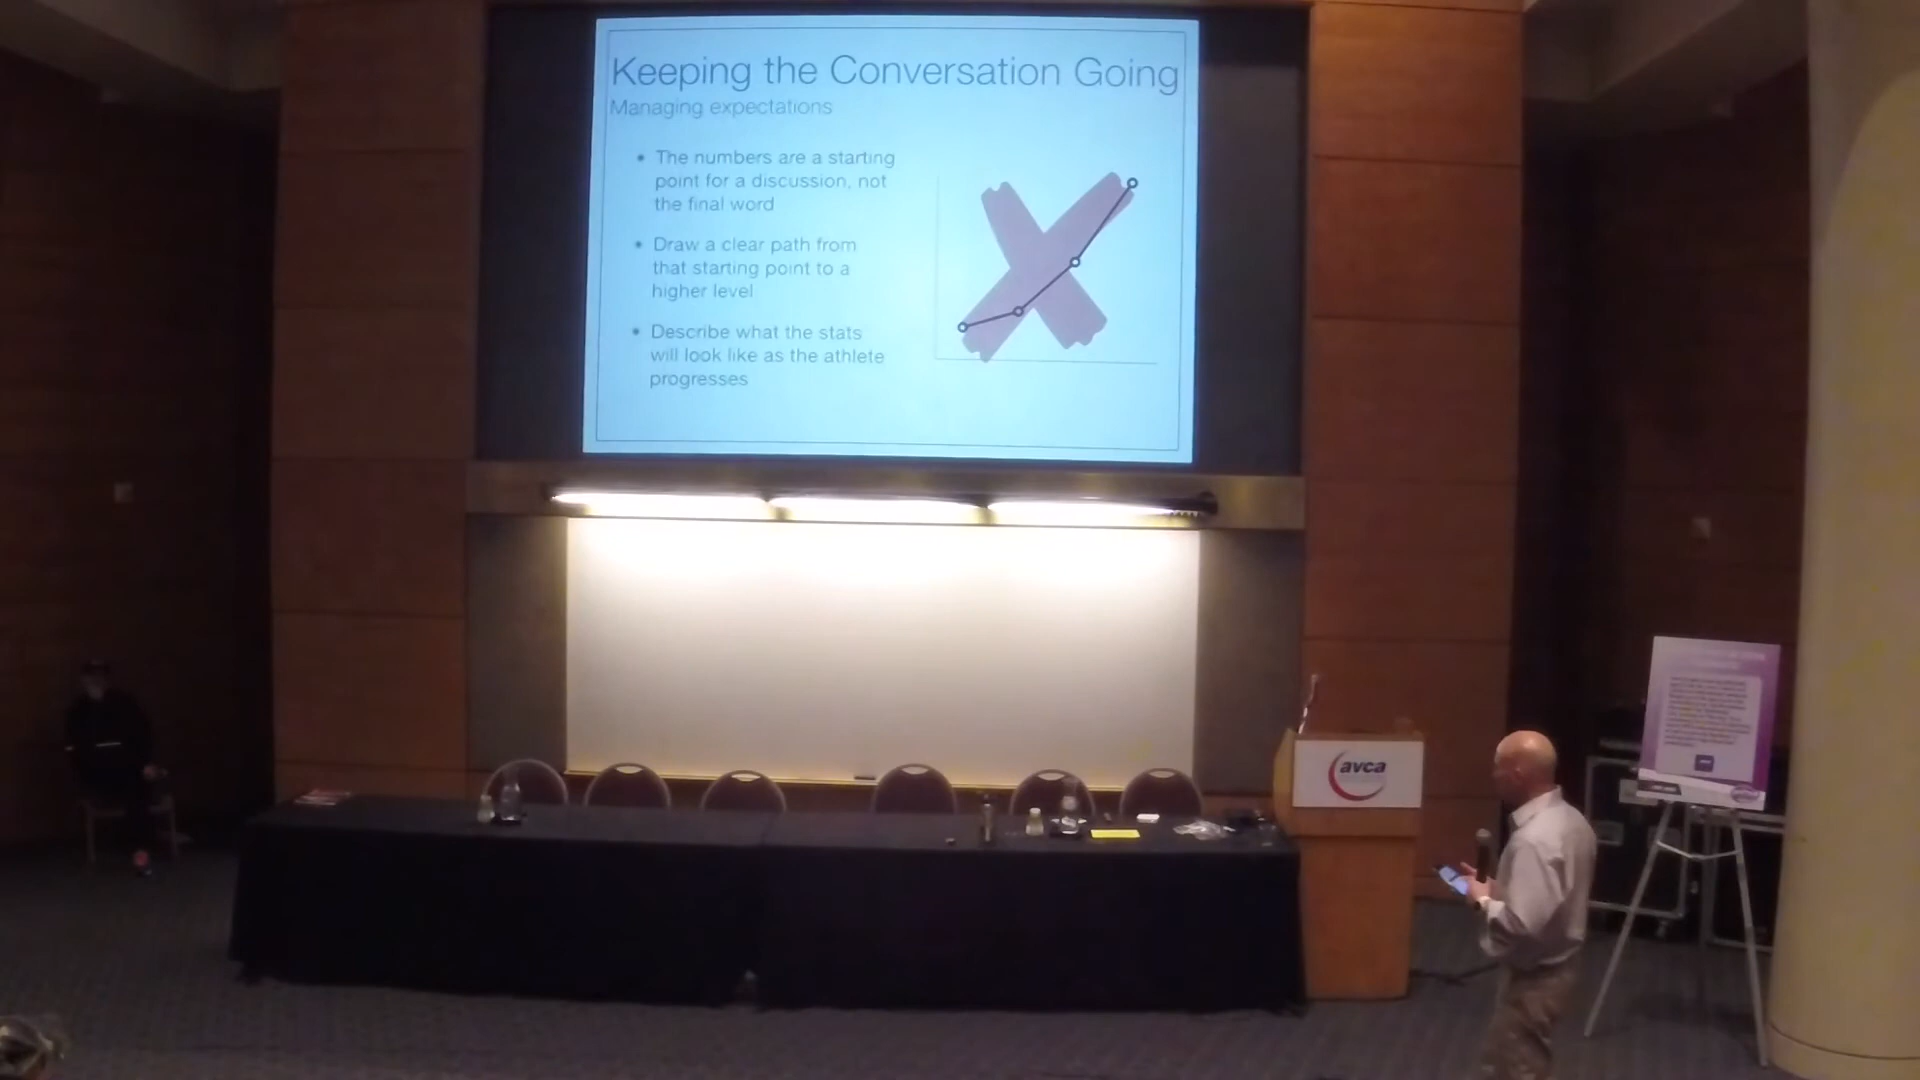 Keeping the Conversation Going
Managing expectations
• The numbers are a starting
point for a discussion, not
the final word
• Draw a clear path from
that starting point to a
higher level
• Describe what the stats
will look like as the athlete
progresses
avca